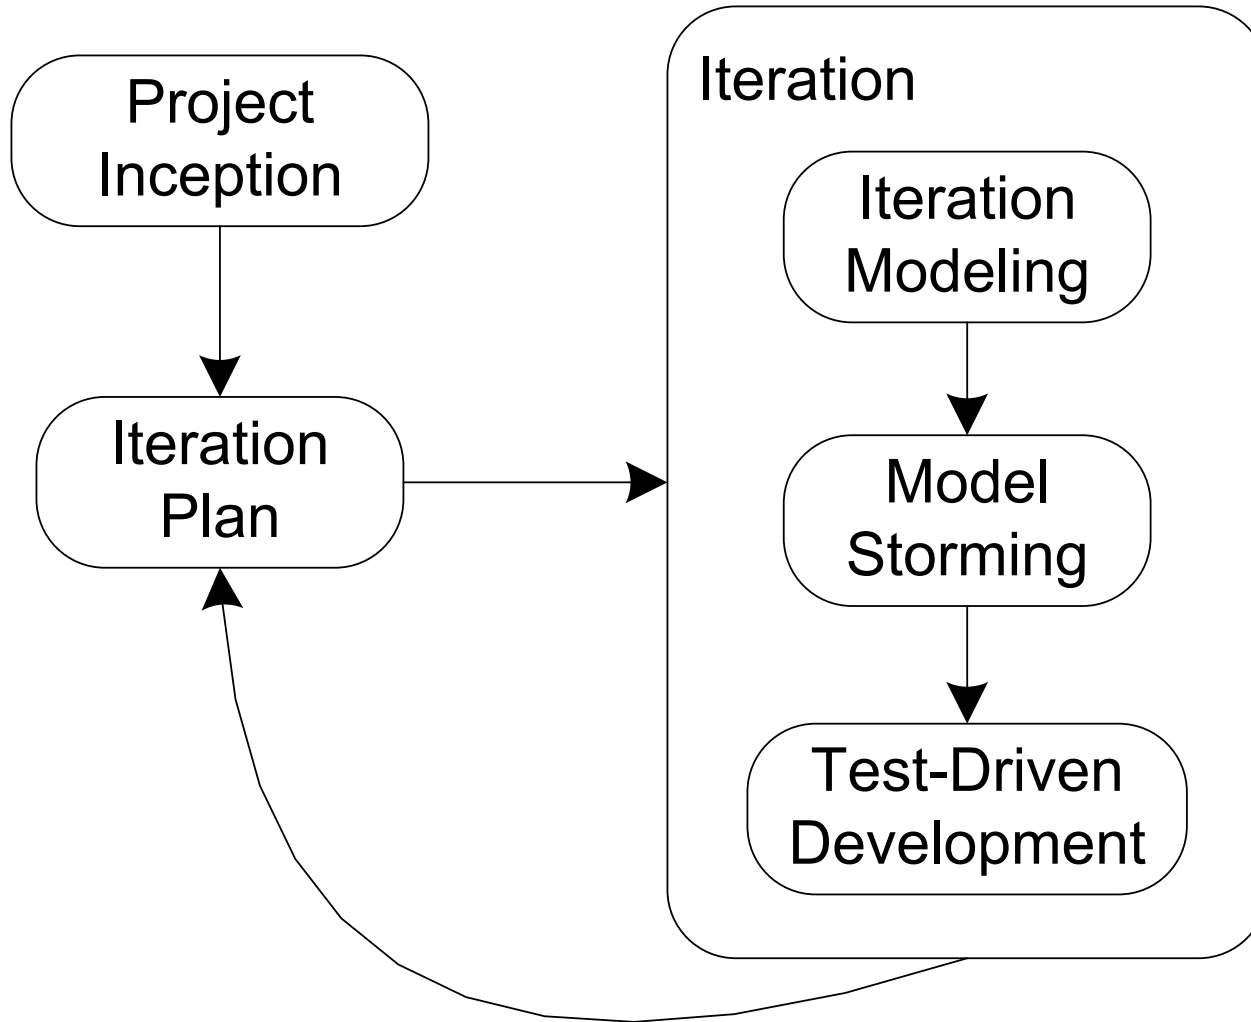 Project
Inception
Iteration
Plan
Iteration
Iteration
Modeling
Model
Storming
Test-Driven
Development